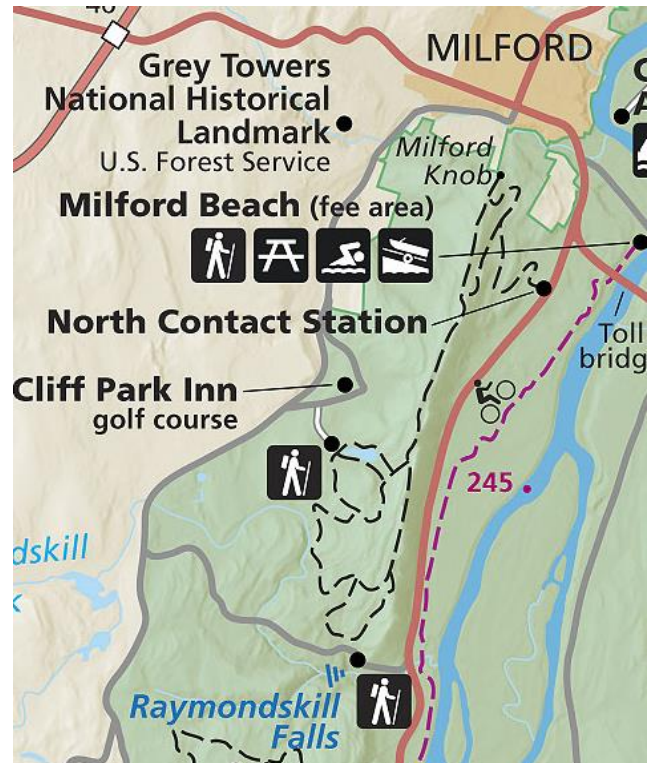 40
MILFORD
Grey Towers
National Historical
Landmark
U.S. Forest Service
Milford
Knob
Milford Beach (fee area)
North Contact Station
Toll
bridg
Cliff Park Inn
golf course
245
dskill
k
Raymondskill
Falls